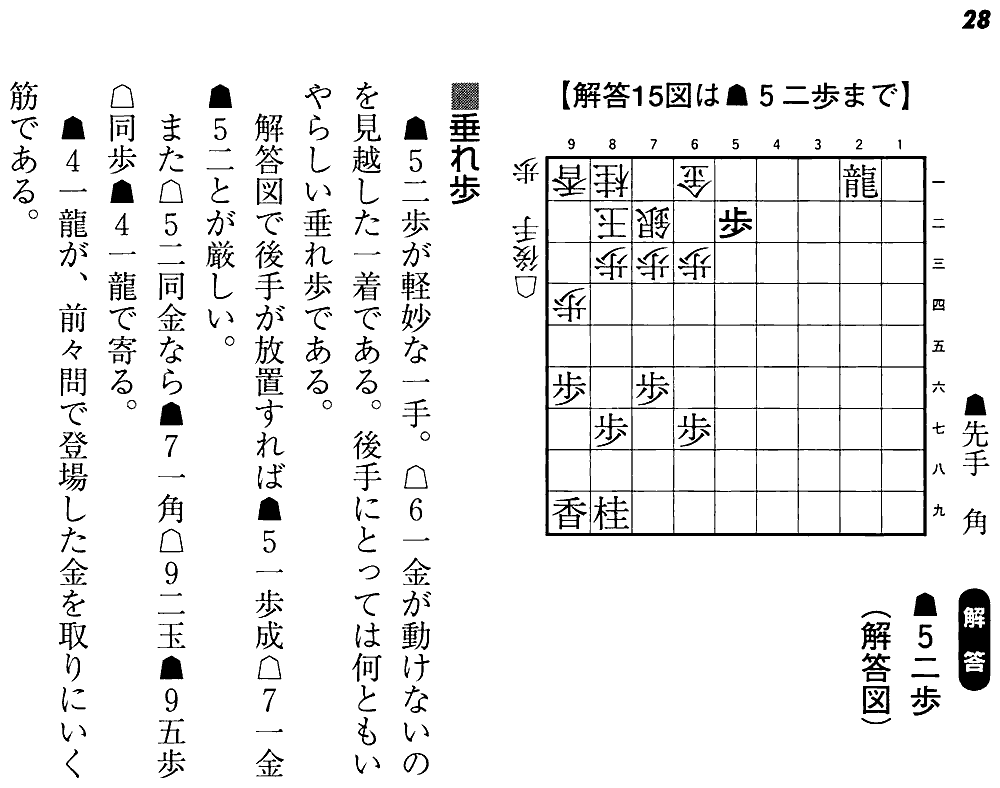 28
解答
☗5二歩
(解答図)
【解答15図は☗5二歩まで】
9 8 7 6 5 4 3 2 1
香 桂 金 龍 一
王 銀 歩 二
歩 歩 歩 三
歩 四
五
歩 歩 六
歩 歩 七
八
香 桂 九
☗先手 角
☖後手 歩
■垂れ歩
☗5二歩が軽妙な一手。☖6一金が動けないの
を見越した一着である。後手にとっては何ともい
やらしい垂れ歩である。
解答図で後手が放置すれば☗5一歩成☖7一金
☗5二とが厳しい。
また☖5二同金なら☗7一角☖9二玉☗9五歩
☖同歩☗4一龍で寄る。
☗4一龍が、前々問で登場した金を取りにいく
筋である。